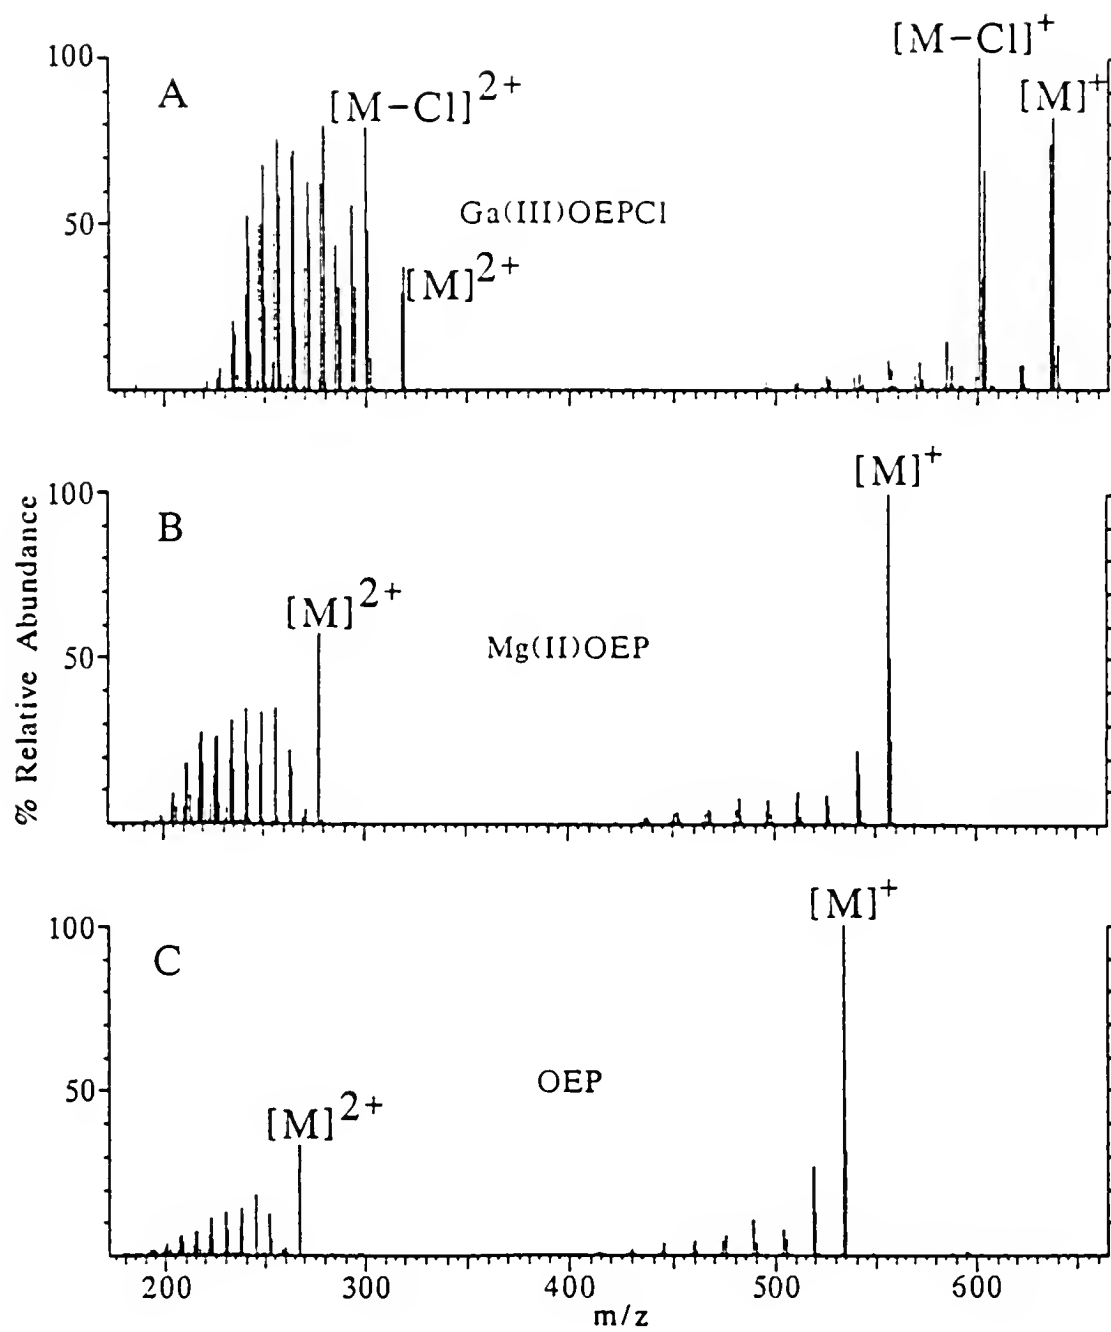 100
50
A
[M-Cl]²⁺
[M]²⁺
Ga(III)OEPCl
[M-Cl]⁺
[M]⁺
% Relative Abundance
100
50
B
[M]²⁺
Mg(II)OEP
[M]⁺
100
50
C
[M]²⁺
OEP
[M]⁺
200 300 400 500 600
m/z